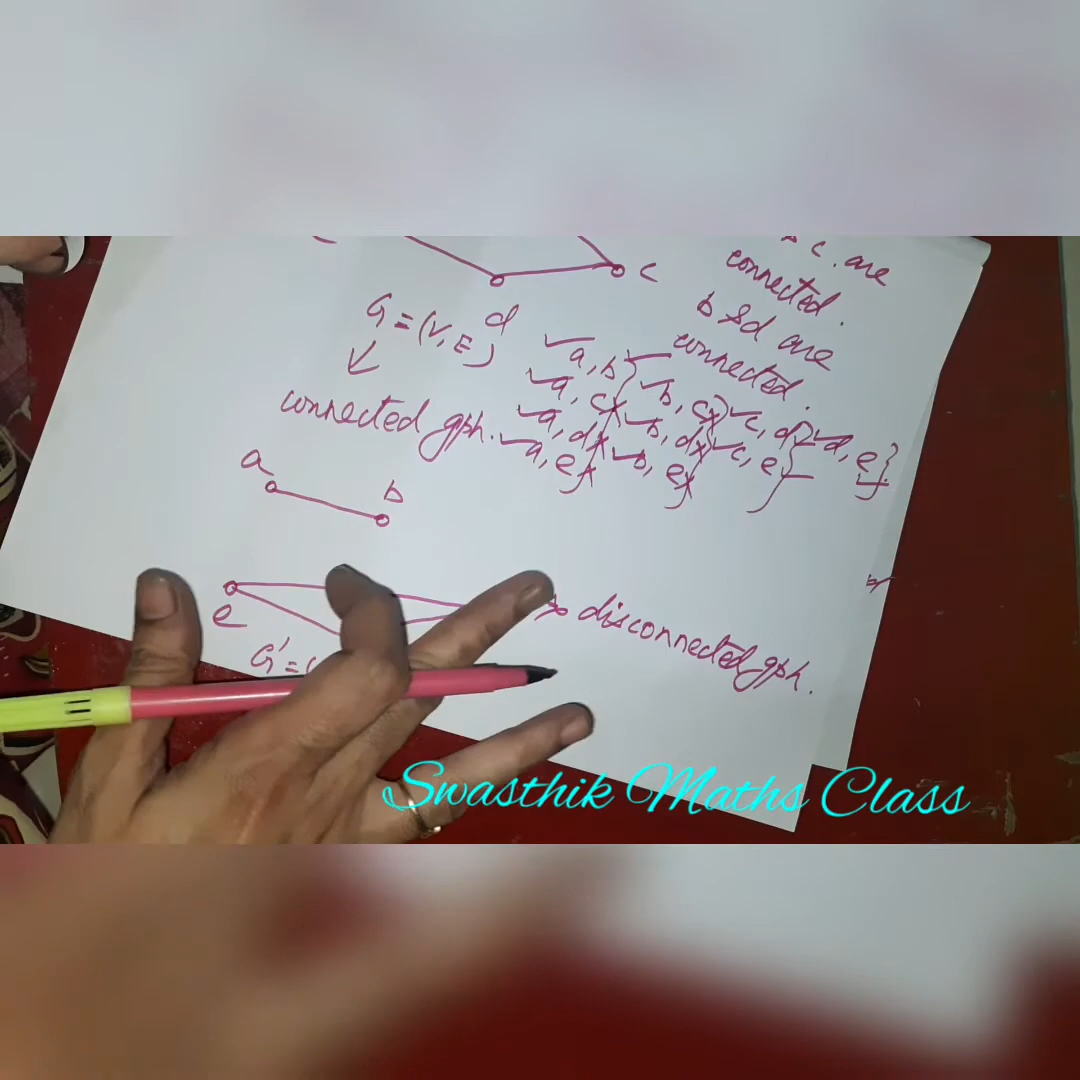 c. are
c
connected.
b & d are
connected.
d
G = (V, E)
a, b}
a, c} b, c} c, d} d, e}
a, d} b, d} c, e}
a, e} b, e}
connected gph.
a
b
e
disconnected gph.
G' = (
Swasthik Maths Class